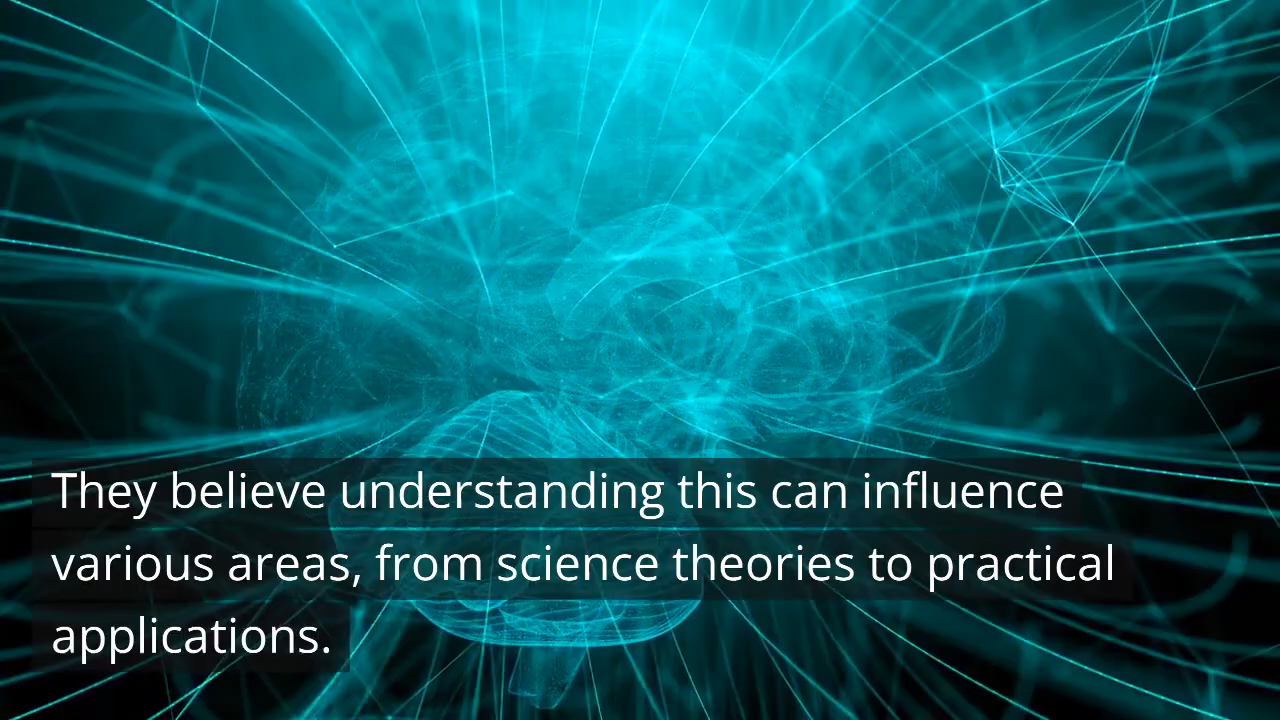 They believe understanding this can influence
various areas, from science theories to practical
applications.